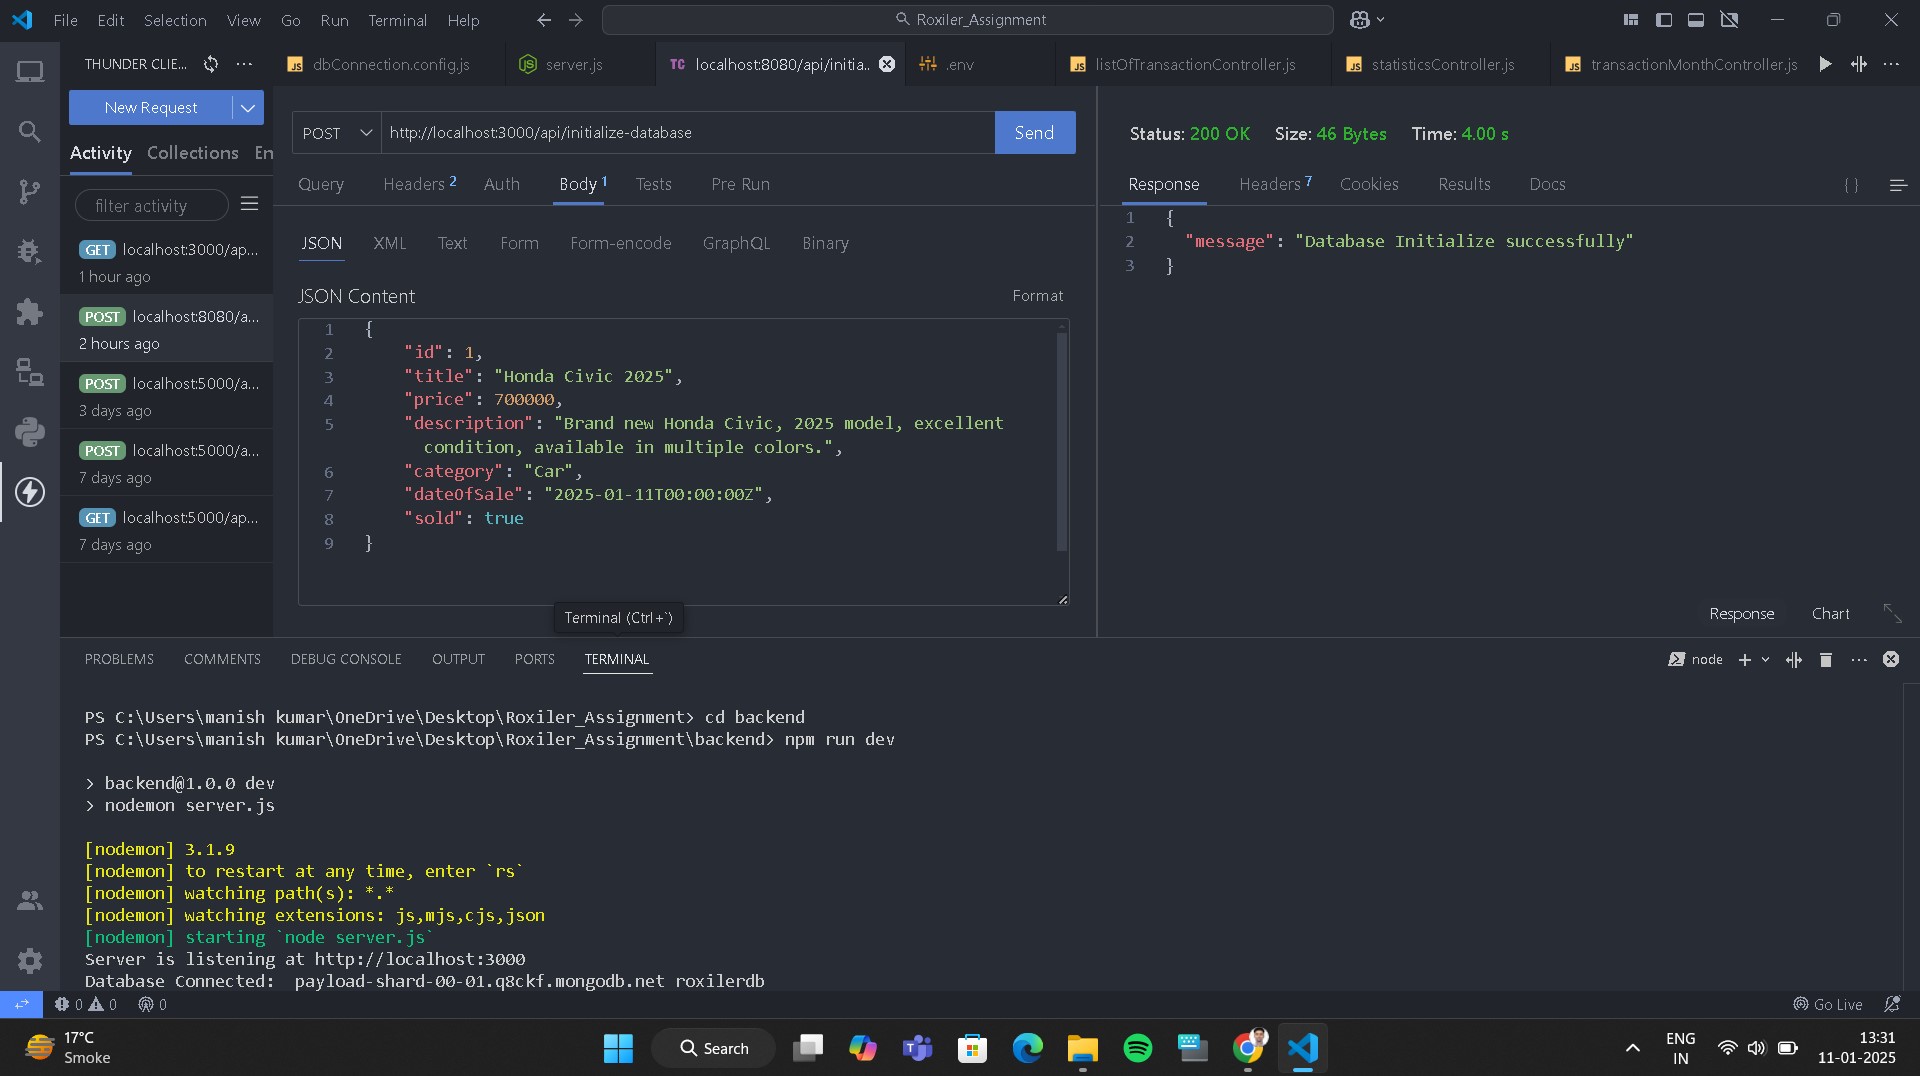 File Edit Selection View Go Run Terminal Help
Roxiler_Assignment
THUNDER CLIE...
dbConnection.config.js
server.js
TC localhost:8080/api/initia..
.env
listOfTransactionController.js
statisticsController.js
transactionMonthController.js
New Request
Activity Collections En
filter activity
GET localhost:3000/ap...
1 hour ago
POST localhost:8080/a...
2 hours ago
POST localhost:5000/a...
3 days ago
POST localhost:5000/a...
7 days ago
GET localhost:5000/ap...
7 days ago
POST http://localhost:3000/api/initialize-database Send
Query Headers 2 Auth Body 1 Tests Pre Run
JSON XML Text Form Form-encode GraphQL Binary
JSON Content Format
1 {
2 "id": 1,
3 "title": "Honda Civic 2025",
4 "price": 700000,
5 "description": "Brand new Honda Civic, 2025 model, excellent
condition, available in multiple colors.",
6 "category": "Car",
7 "dateOfSale": "2025-01-11T00:00:00Z",
8 "sold": true
9 }
Terminal (Ctrl+`)
Status: 200 OK Size: 46 Bytes Time: 4.00 s
Response Headers 7 Cookies Results Docs { }
1 {
2 "message": "Database Initialize successfully"
3 }
Response Chart
PROBLEMS COMMENTS DEBUG CONSOLE OUTPUT PORTS TERMINAL
node
PS C:\Users\manish kumar\OneDrive\Desktop\Roxiler_Assignment> cd backend
PS C:\Users\manish kumar\OneDrive\Desktop\Roxiler_Assignment\backend> npm run dev
> backend@1.0.0 dev
> nodemon server.js
[nodemon] 3.1.9
[nodemon] to restart at any time, enter `rs`
[nodemon] watching path(s): *.*
[nodemon] watching extensions: js,mjs,cjs,json
[nodemon] starting `node server.js`
Server is listening at http://localhost:3000
Database Connected:  payload-shard-00-01.q8ckf.mongodb.net roxilerdb
0 0 0
Go Live
17°C
Smoke
Search
ENG
IN
13:31
11-01-2025